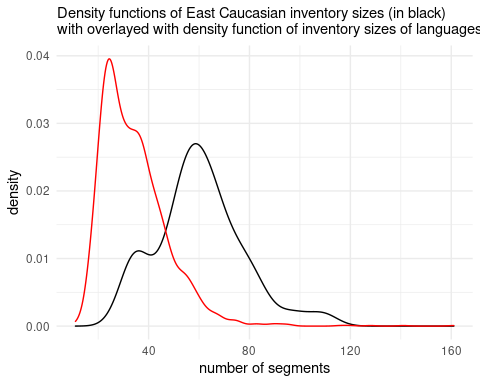 Density functions of East Caucasian inventory sizes (in black)
with overlayed with density function of inventory sizes of languages
0.04
0.03
0.02
0.01
0.00
density
40 80 120 160
number of segments